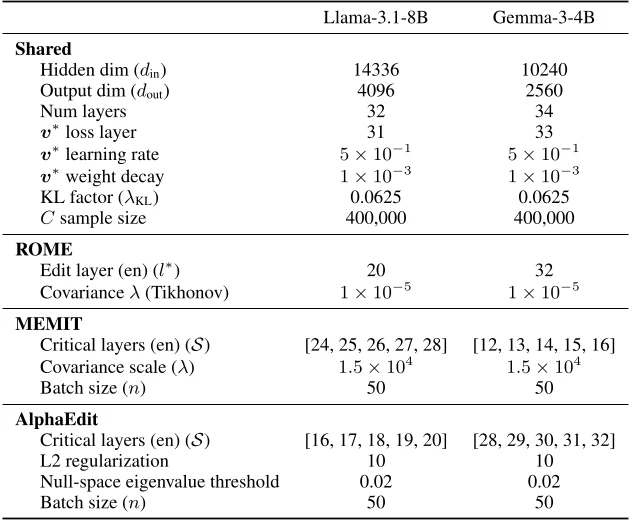 Llama-3.1-8B Gemma-3-4B
Shared
Hidden dim (d_in) 14336 10240
Output dim (d_out) 4096 2560
Num layers 32 34
v* loss layer 31 33
v* learning rate 5 × 10⁻¹ 5 × 10⁻¹
v* weight decay 1 × 10⁻³ 1 × 10⁻³
KL factor (λ_KL) 0.0625 0.0625
C sample size 400,000 400,000
ROME
Edit layer (en) (l*) 20 32
Covariance λ (Tikhonov) 1 × 10⁻⁵ 1 × 10⁻⁵
MEMIT
Critical layers (en) (S) [24, 25, 26, 27, 28] [12, 13, 14, 15, 16]
Covariance scale (λ) 1.5 × 10⁴ 1.5 × 10⁴
Batch size (n) 50 50
AlphaEdit
Critical layers (en) (S) [16, 17, 18, 19, 20] [28, 29, 30, 31, 32]
L2 regularization 10 10
Null-space eigenvalue threshold 0.02 0.02
Batch size (n) 50 50